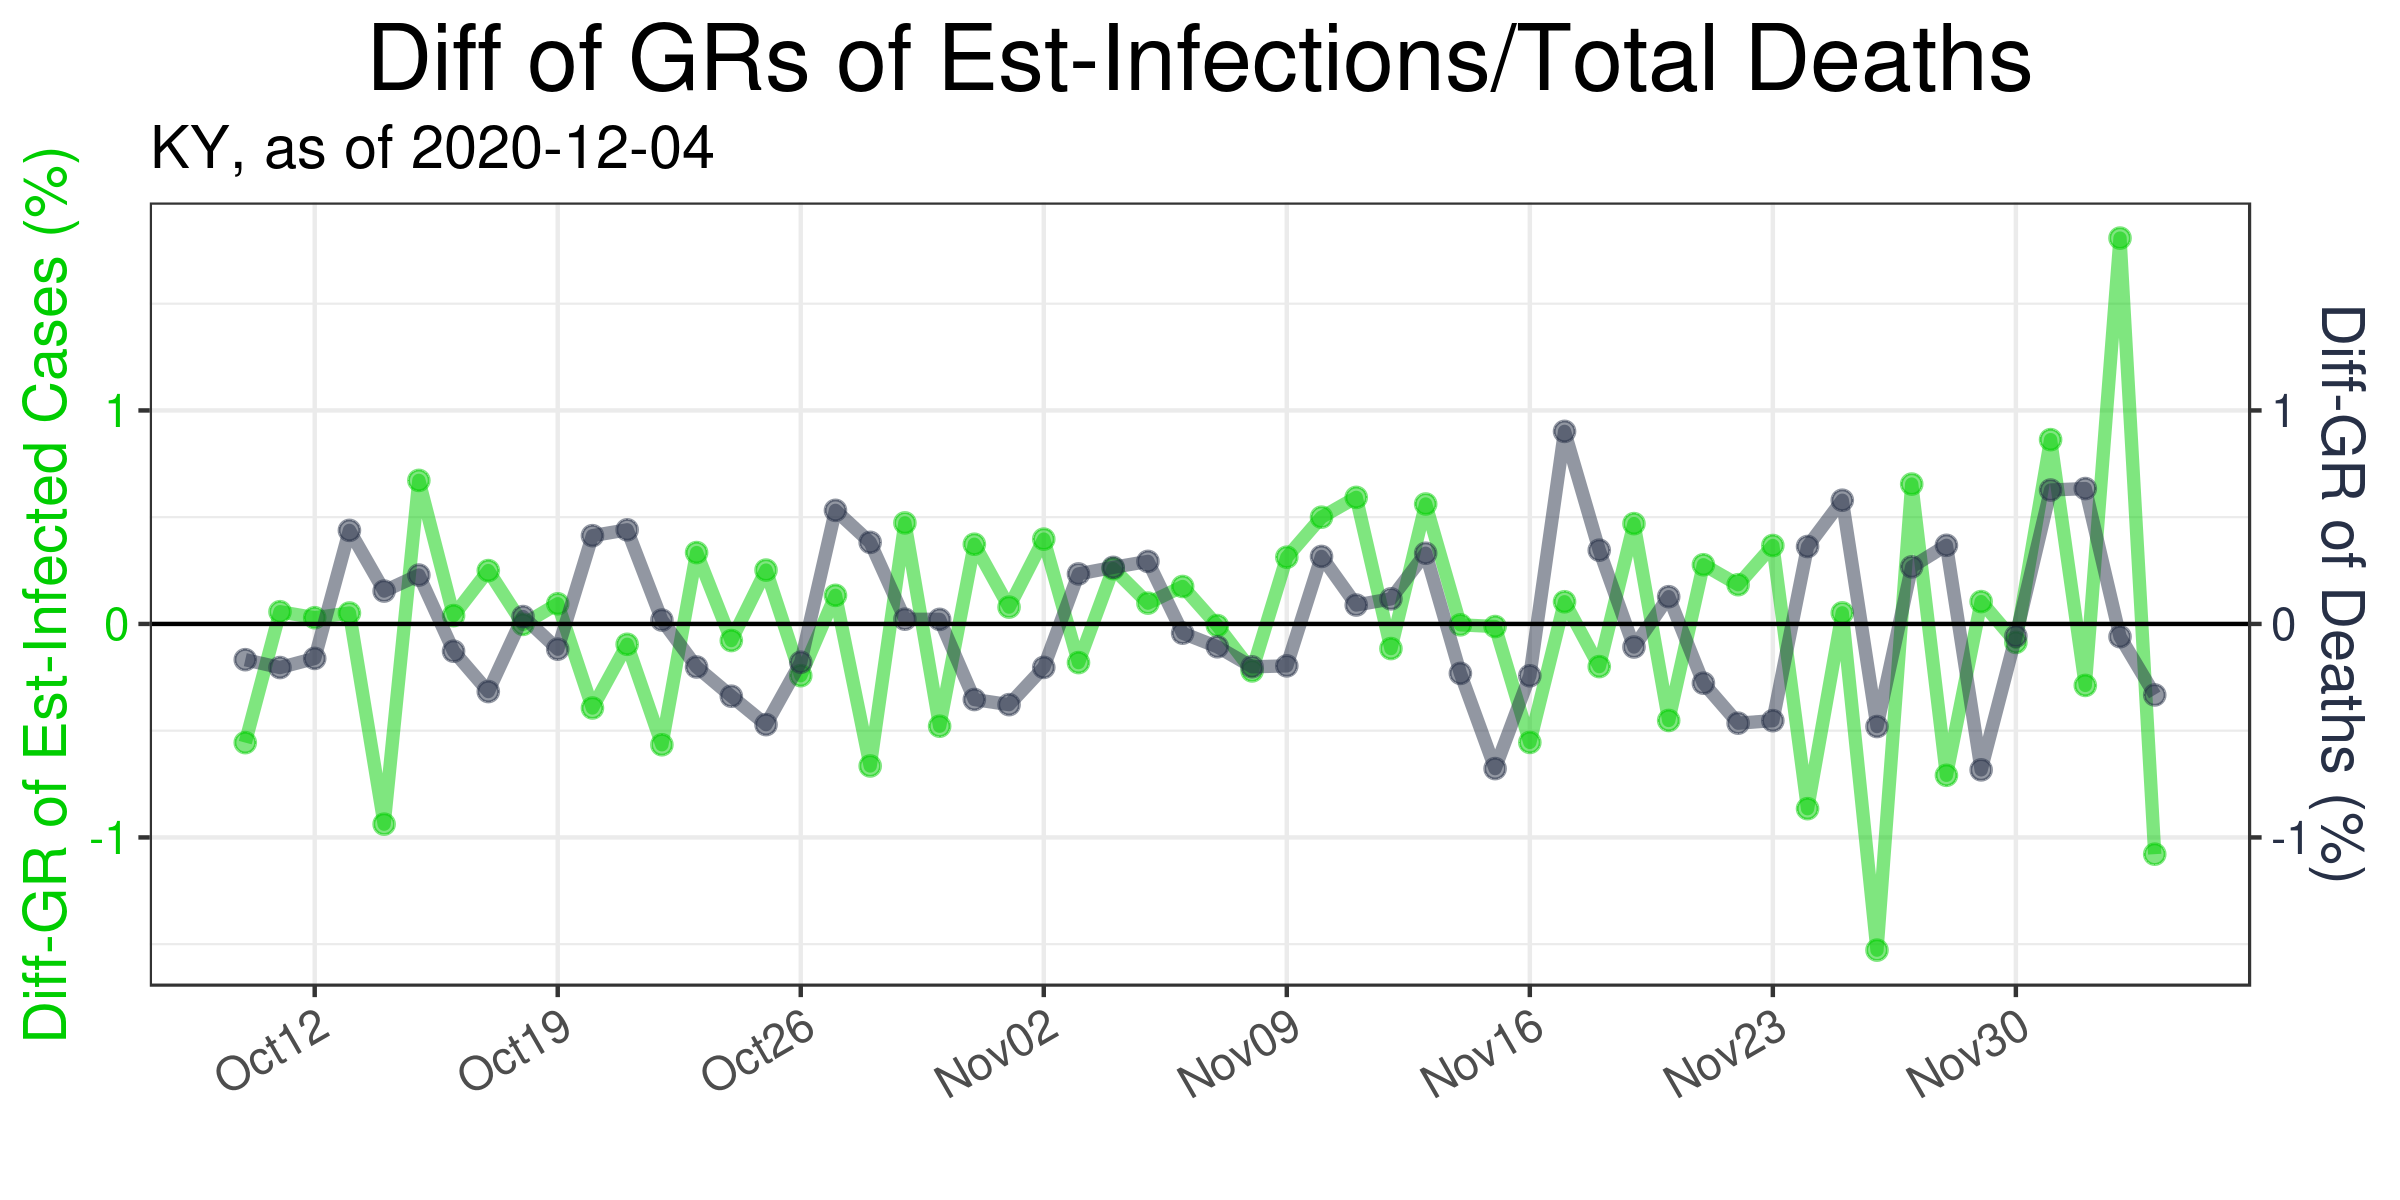 Diff of GRs of Est-Infections/Total Deaths
KY, as of 2020-12-04
Diff-GR of Est-Infected Cases (%)
1
0
-1
1
0
-1
Diff-GR of Deaths (%)
Oct12
Oct19
Oct26
Nov02
Nov09
Nov16
Nov23
Nov30